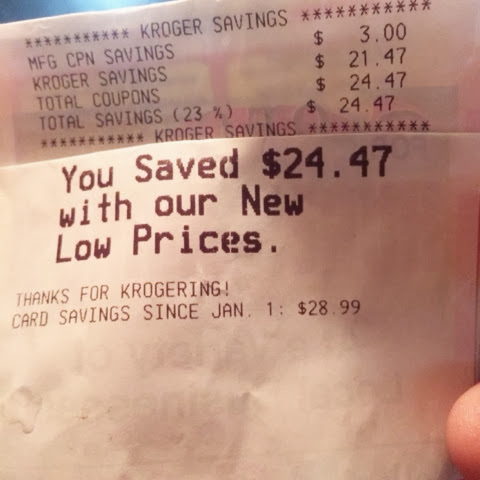 *********** KROGER SAVINGS ***********
MFG CPN SAVINGS $ 3.00
KROGER SAVINGS $ 21.47
TOTAL COUPONS $ 24.47
TOTAL SAVINGS (23 %) $ 24.47
*********** KROGER SAVINGS ***********
You Saved $24.47
with our New
Low Prices.
THANKS FOR KROGERING!
CARD SAVINGS SINCE JAN. 1: $28.99